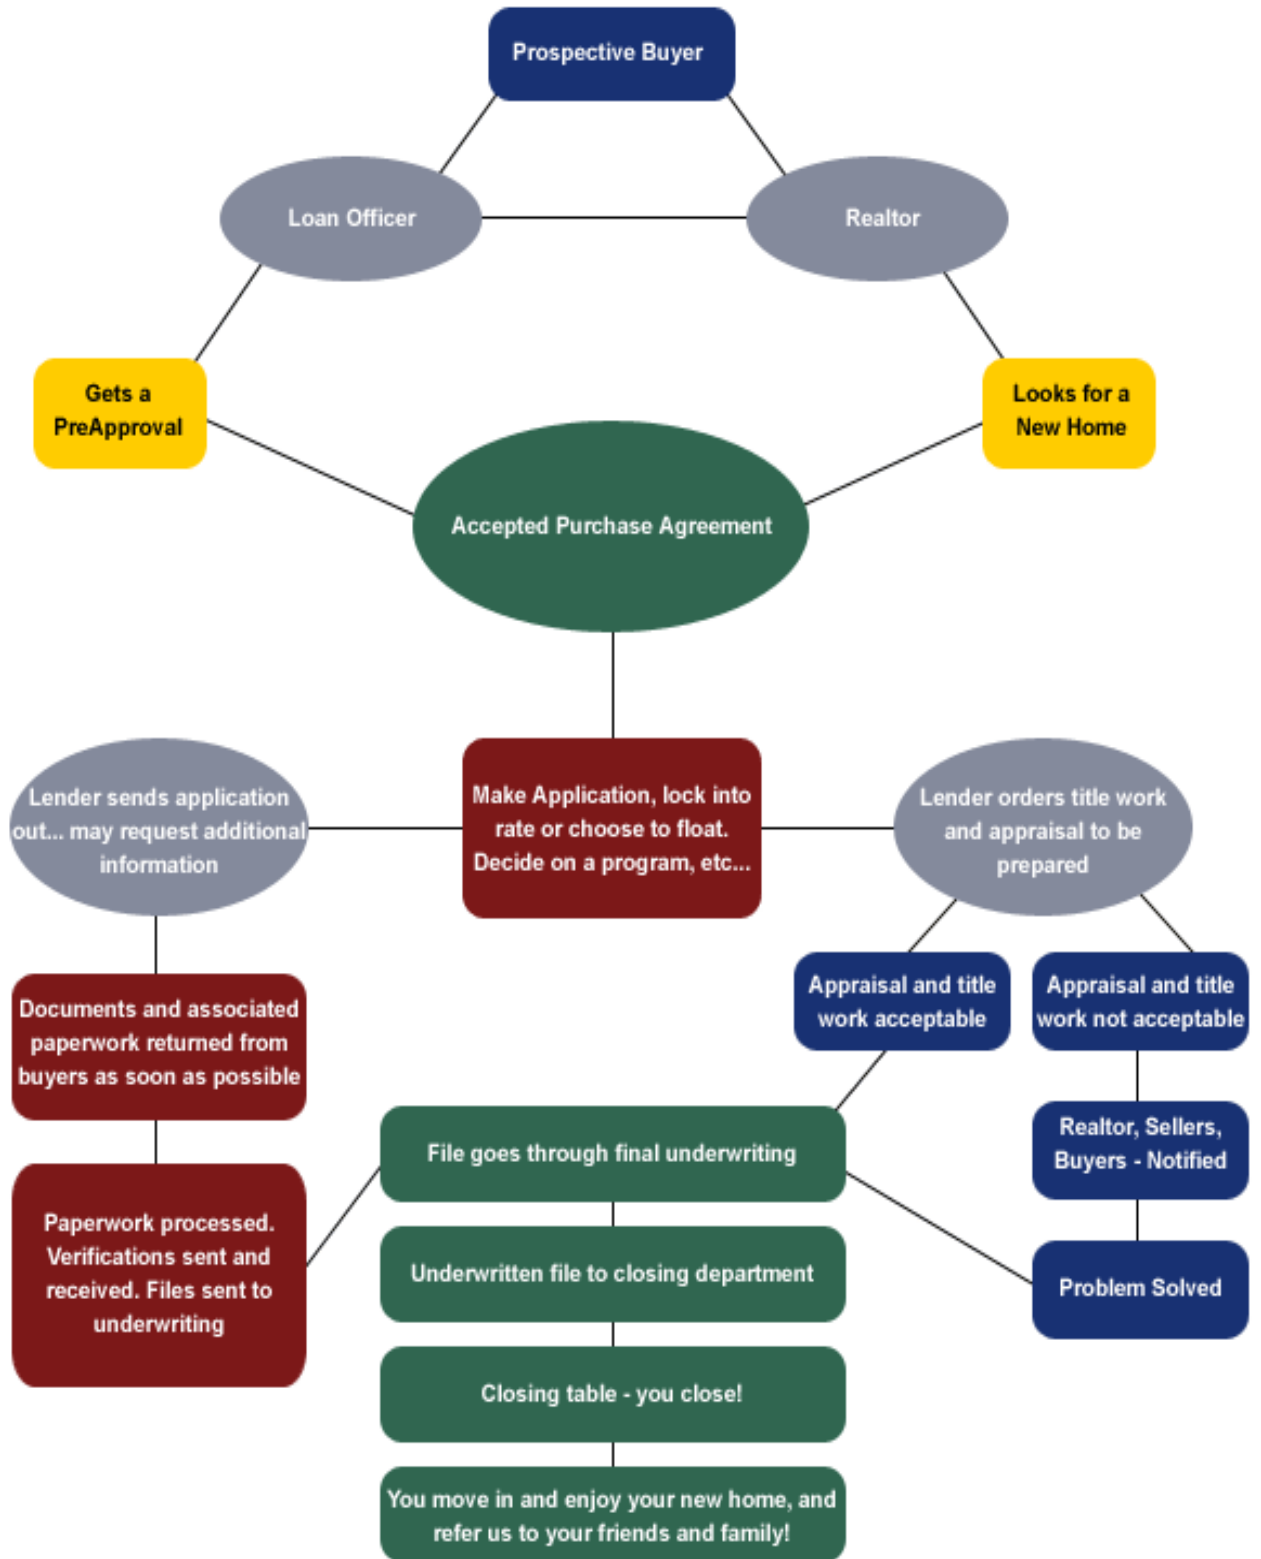 Prospective Buyer
Loan Officer
Realtor
Gets a
PreApproval
Looks for a
New Home
Accepted Purchase Agreement
Lender sends application
out... may request additional
information
Make Application, lock into
rate or choose to float.
Decide on a program, etc...
Lender orders title work
and appraisal to be
prepared
Documents and associated
paperwork returned from
buyers as soon as possible
Appraisal and title
work acceptable
Appraisal and title
work not acceptable
Realtor, Sellers,
Buyers - Notified
Problem Solved
Paperwork processed.
Verifications sent and
received. Files sent to
underwriting
File goes through final underwriting
Underwritten file to closing department
Closing table - you close!
You move in and enjoy your new home, and
refer us to your friends and family!